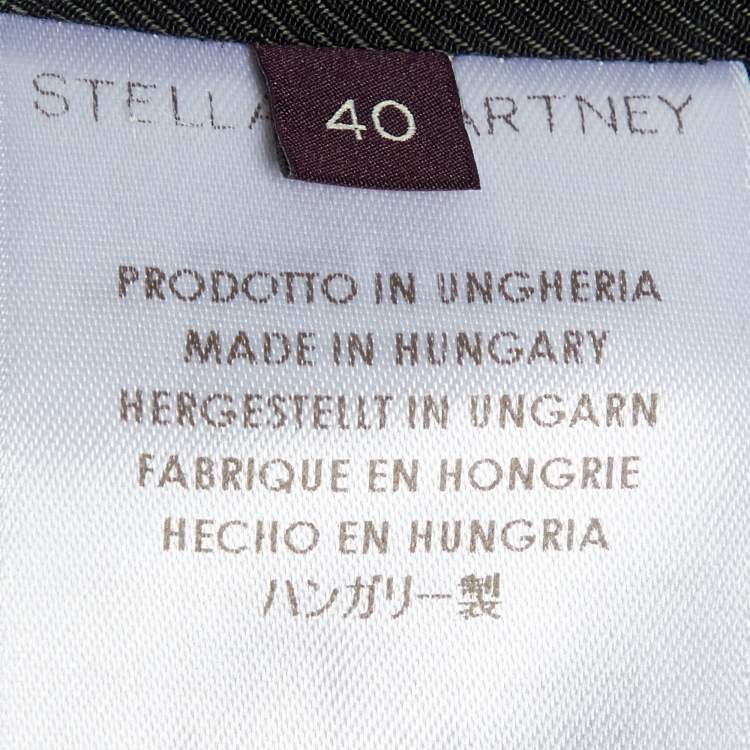 STELLA ARTNEY
40
PRODOTTO IN UNGHERIA
MADE IN HUNGARY
HERGESTELLT IN UNGARN
FABRIQUE EN HONGRIE
HECHO EN HUNGRIA
ハンガリー製